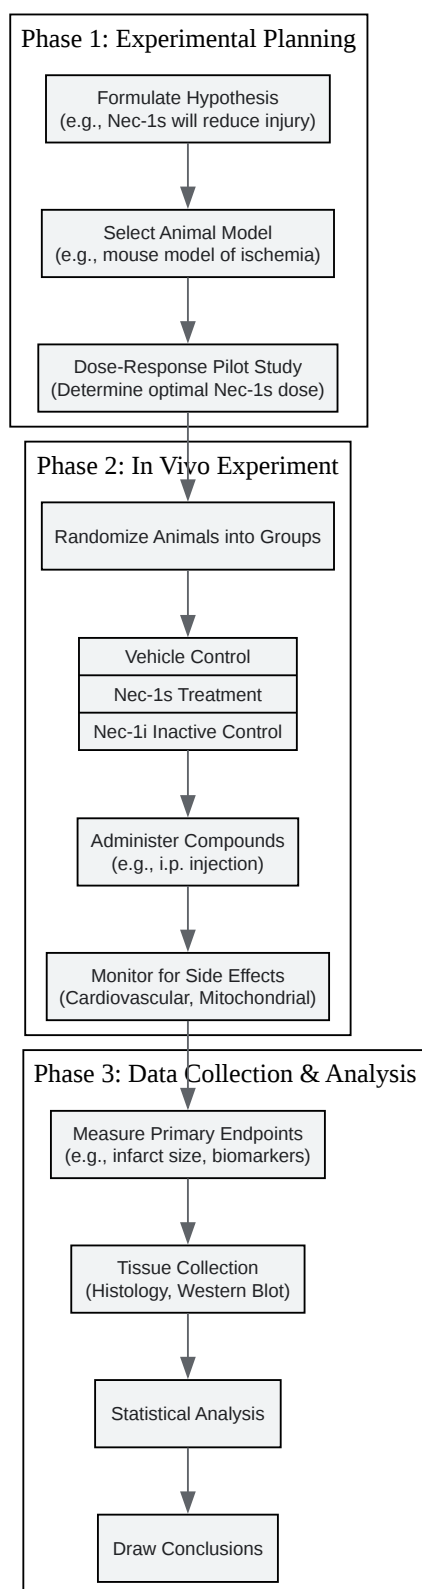 Phase 1: Experimental Planning
Formulate Hypothesis
(e.g., Nec-1s will reduce injury)
Select Animal Model
(e.g., mouse model of ischemia)
Dose-Response Pilot Study
(Determine optimal Nec-1s dose)
Phase 2: In Vivo Experiment
Randomize Animals into Groups
Vehicle Control
Nec-1s Treatment
Nec-1i Inactive Control
Administer Compounds
(e.g., i.p. injection)
Monitor for Side Effects
(Cardiovascular, Mitochondrial)
Phase 3: Data Collection & Analysis
Measure Primary Endpoints
(e.g., infarct size, biomarkers)
Tissue Collection
(Histology, Western Blot)
Statistical Analysis
Draw Conclusions